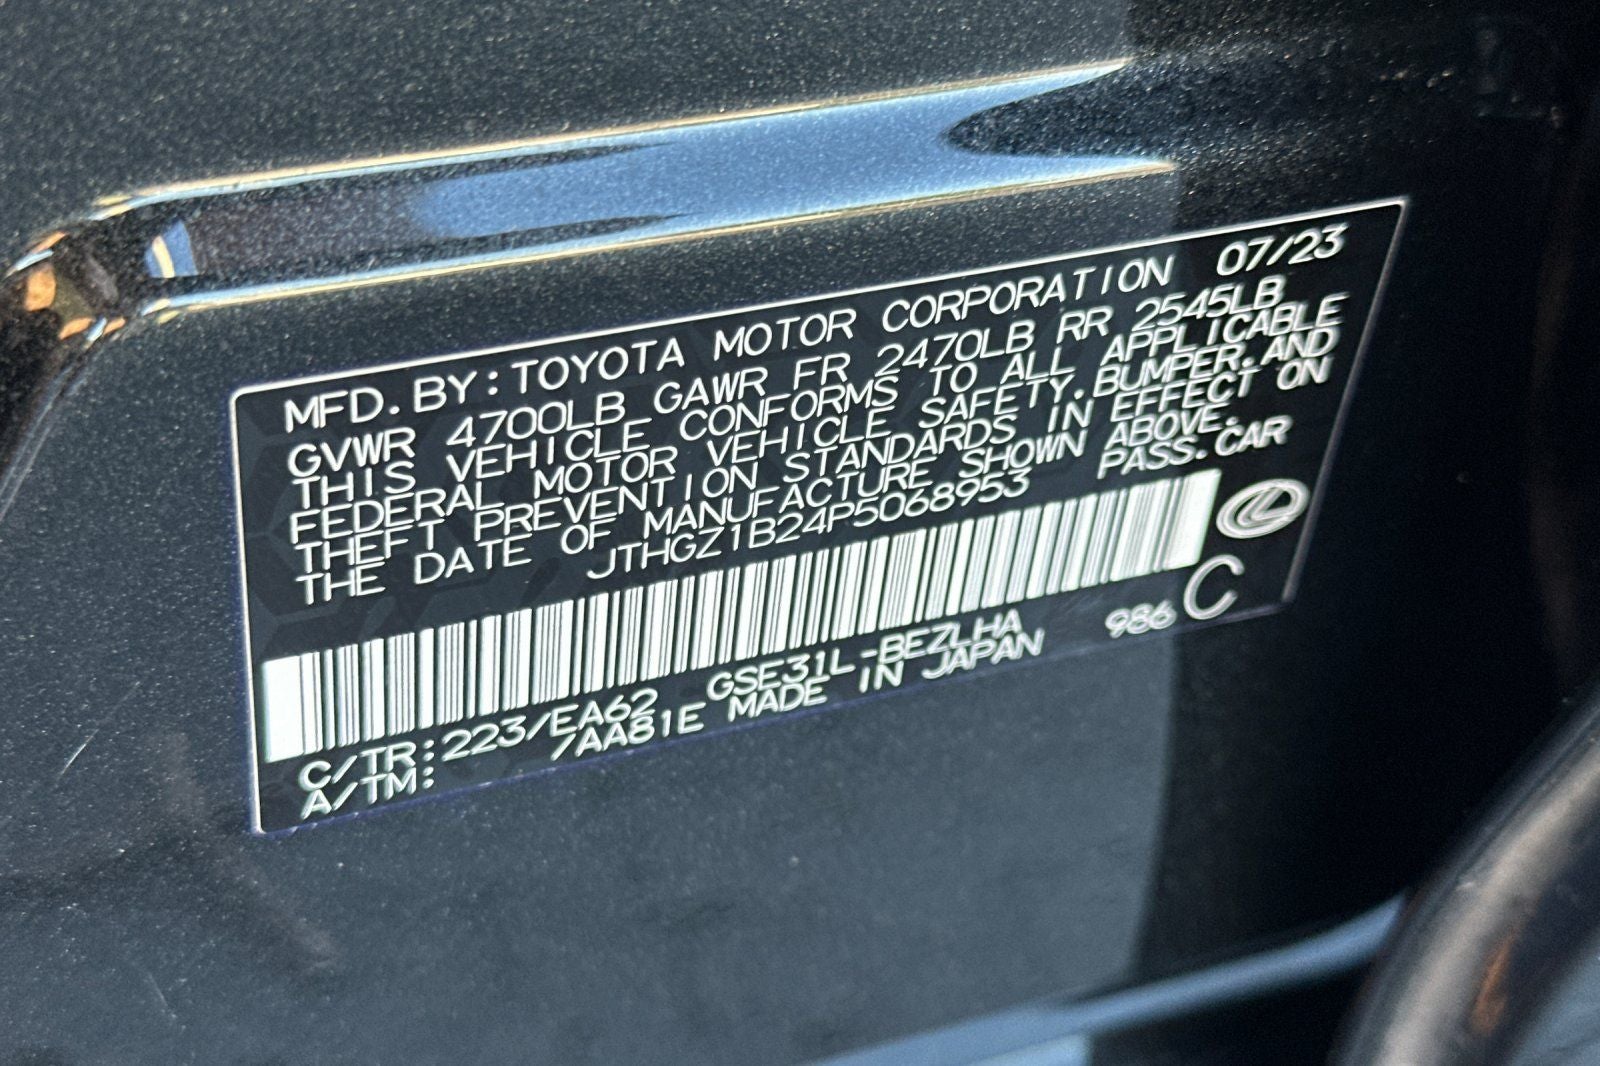 MFD. BY: TOYOTA MOTOR CORPORATION 07/23
GVWR 4700LB GAWR FR 2470LB RR 2545LB
THIS VEHICLE CONFORMS TO ALL APPLICABLE
FEDERAL MOTOR VEHICLE SAFETY, BUMPER, AND
THEFT PREVENTION STANDARDS IN EFFECT ON
THE DATE OF MANUFACTURE SHOWN ABOVE.
JTHGZ1B24P5068953 PASS. CAR
C/TR: 223/EA62 GSE31L-BEZLHA 986 C
A/TM: /AA81E MADE IN JAPAN